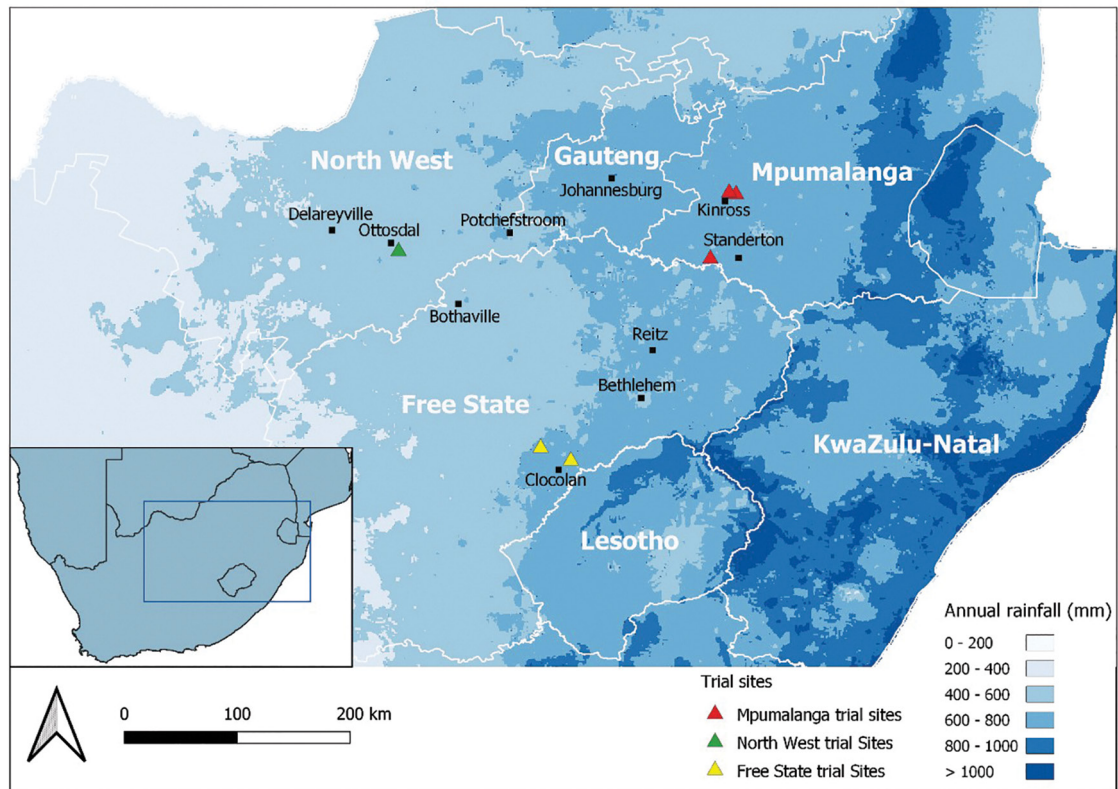 North West
Gauteng
Mpumalanga
Johannesburg
Kinross
Delareyville
Ottosdal
Potchefstroom
Standerton
Bothaville
Reitz
Bethlehem
Free State
KwaZulu-Natal
Clocolan
Lesotho
Annual rainfall (mm)
0 - 200
200 - 400
400 - 600
600 - 800
800 - 1000
> 1000
Trial sites
Mpumalanga trial sites
North West trial Sites
Free State trial Sites
0 100 200 km